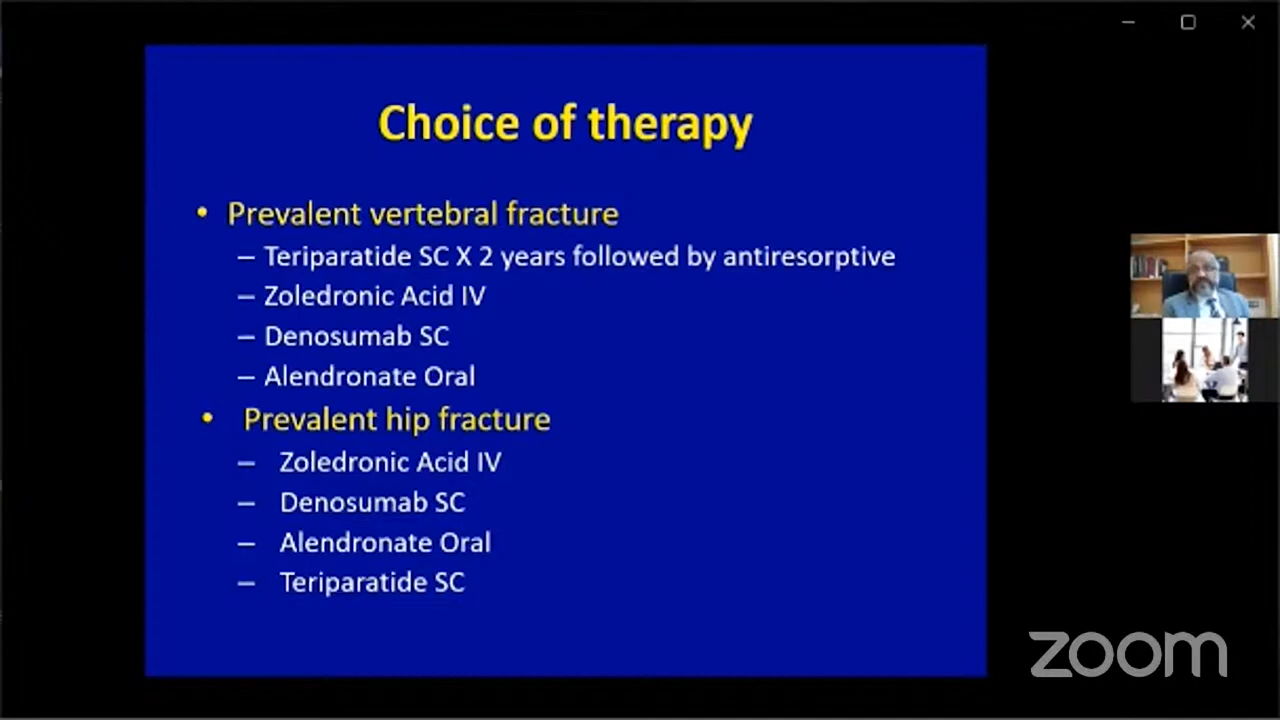 Choice of therapy
• Prevalent vertebral fracture
– Teriparatide SC X 2 years followed by antiresorptive
– Zoledronic Acid IV
– Denosumab SC
– Alendronate Oral
• Prevalent hip fracture
– Zoledronic Acid IV
– Denosumab SC
– Alendronate Oral
– Teriparatide SC
zoom